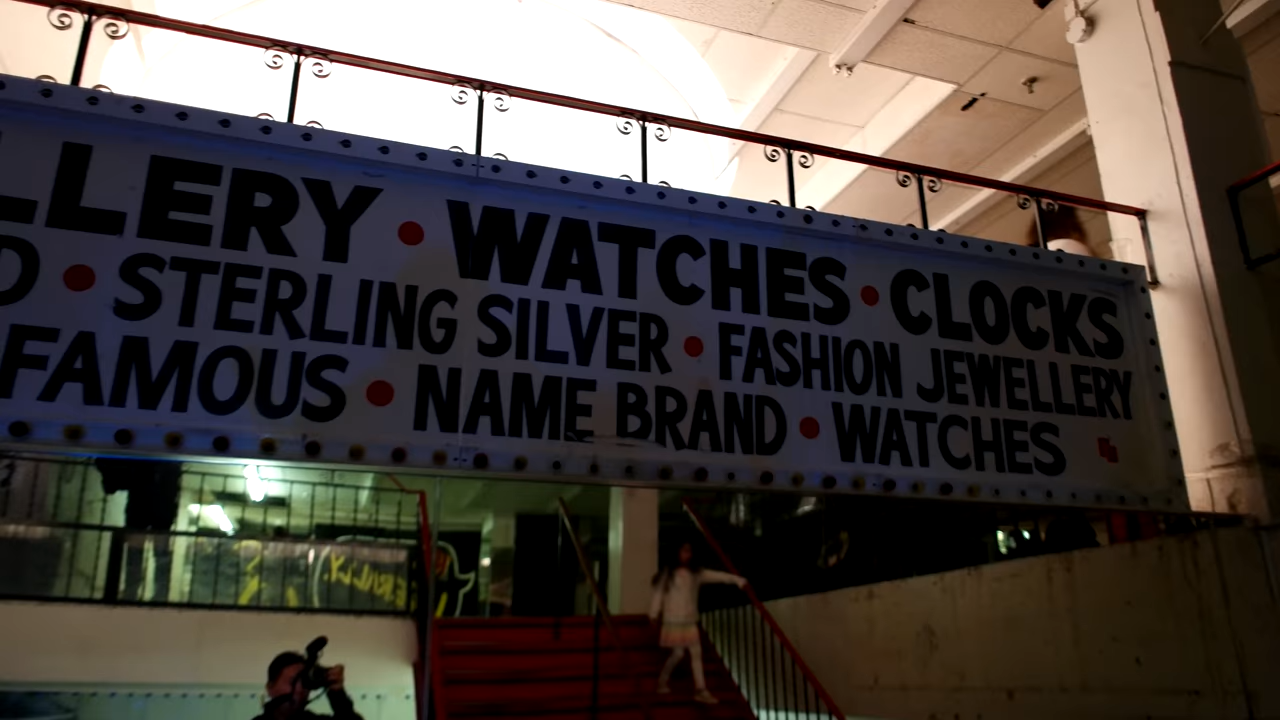 LLERY • WATCHES • CLOCKS
D • STERLING SILVER • FASHION JEWELLERY
FAMOUS • NAME BRAND • WATCHES